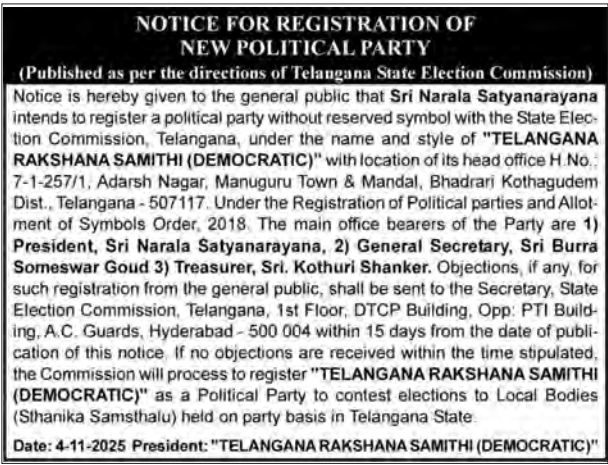 NOTICE FOR REGISTRATION OF
NEW POLITICAL PARTY
(Published as per the directions of Telangana State Election Commission)
Notice is hereby given to the general public that Sri Narala Satyanarayana
intends to register a political party without reserved symbol with the State Elec-
tion Commission, Telangana, under the name and style of "TELANGANA
RAKSHANA SAMITHI (DEMOCRATIC)" with location of its head office H.No.:
7-1-257/1, Adarsh Nagar, Manuguru Town & Mandal, Bhadrari Kothagudem
Dist., Telangana - 507117. Under the Registration of Political parties and Allot-
ment of Symbols Order, 2018. The main office bearers of the Party are 1)
President, Sri Narala Satyanarayana, 2) General Secretary, Sri Burra
Someswar Goud 3) Treasurer, Sri. Kothuri Shanker. Objections, if any, for
such registration from the general public, shall be sent to the Secretary, State
Election Commission, Telangana, 1st Floor, DTCP Building, Opp: PTI Build-
ing, A.C. Guards, Hyderabad - 500 004 within 15 days from the date of publi-
cation of this notice. If no objections are received within the time stipulated,
the Commission will process to register "TELANGANA RAKSHANA SAMITHI
(DEMOCRATIC)" as a Political Party to contest elections to Local Bodies
(Sthanika Samsthalu) held on party basis in Telangana State.
Date: 4-11-2025 President: "TELANGANA RAKSHANA SAMITHI (DEMOCRATIC)"